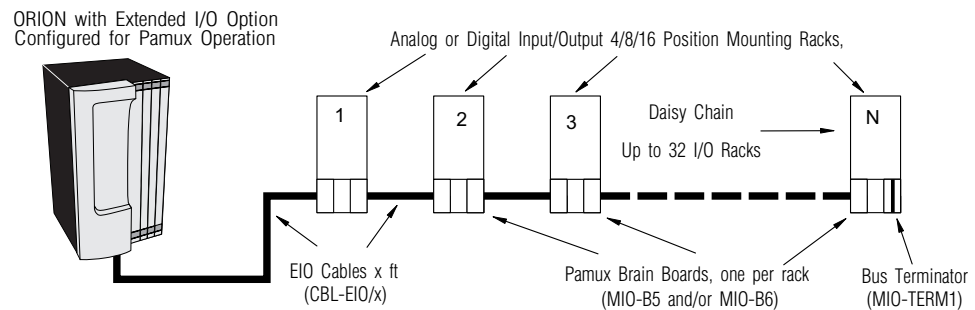 ORION with Extended I/O Option
Configured for Pamux Operation
Analog or Digital Input/Output 4/8/16 Position Mounting Racks,
1
2
3
Daisy Chain
Up to 32 I/O Racks
N
EIO Cables x ft
(CBL-EIO/x)
Pamux Brain Boards, one per rack
(MIO-B5 and/or MIO-B6)
Bus Terminator
(MIO-TERM1)